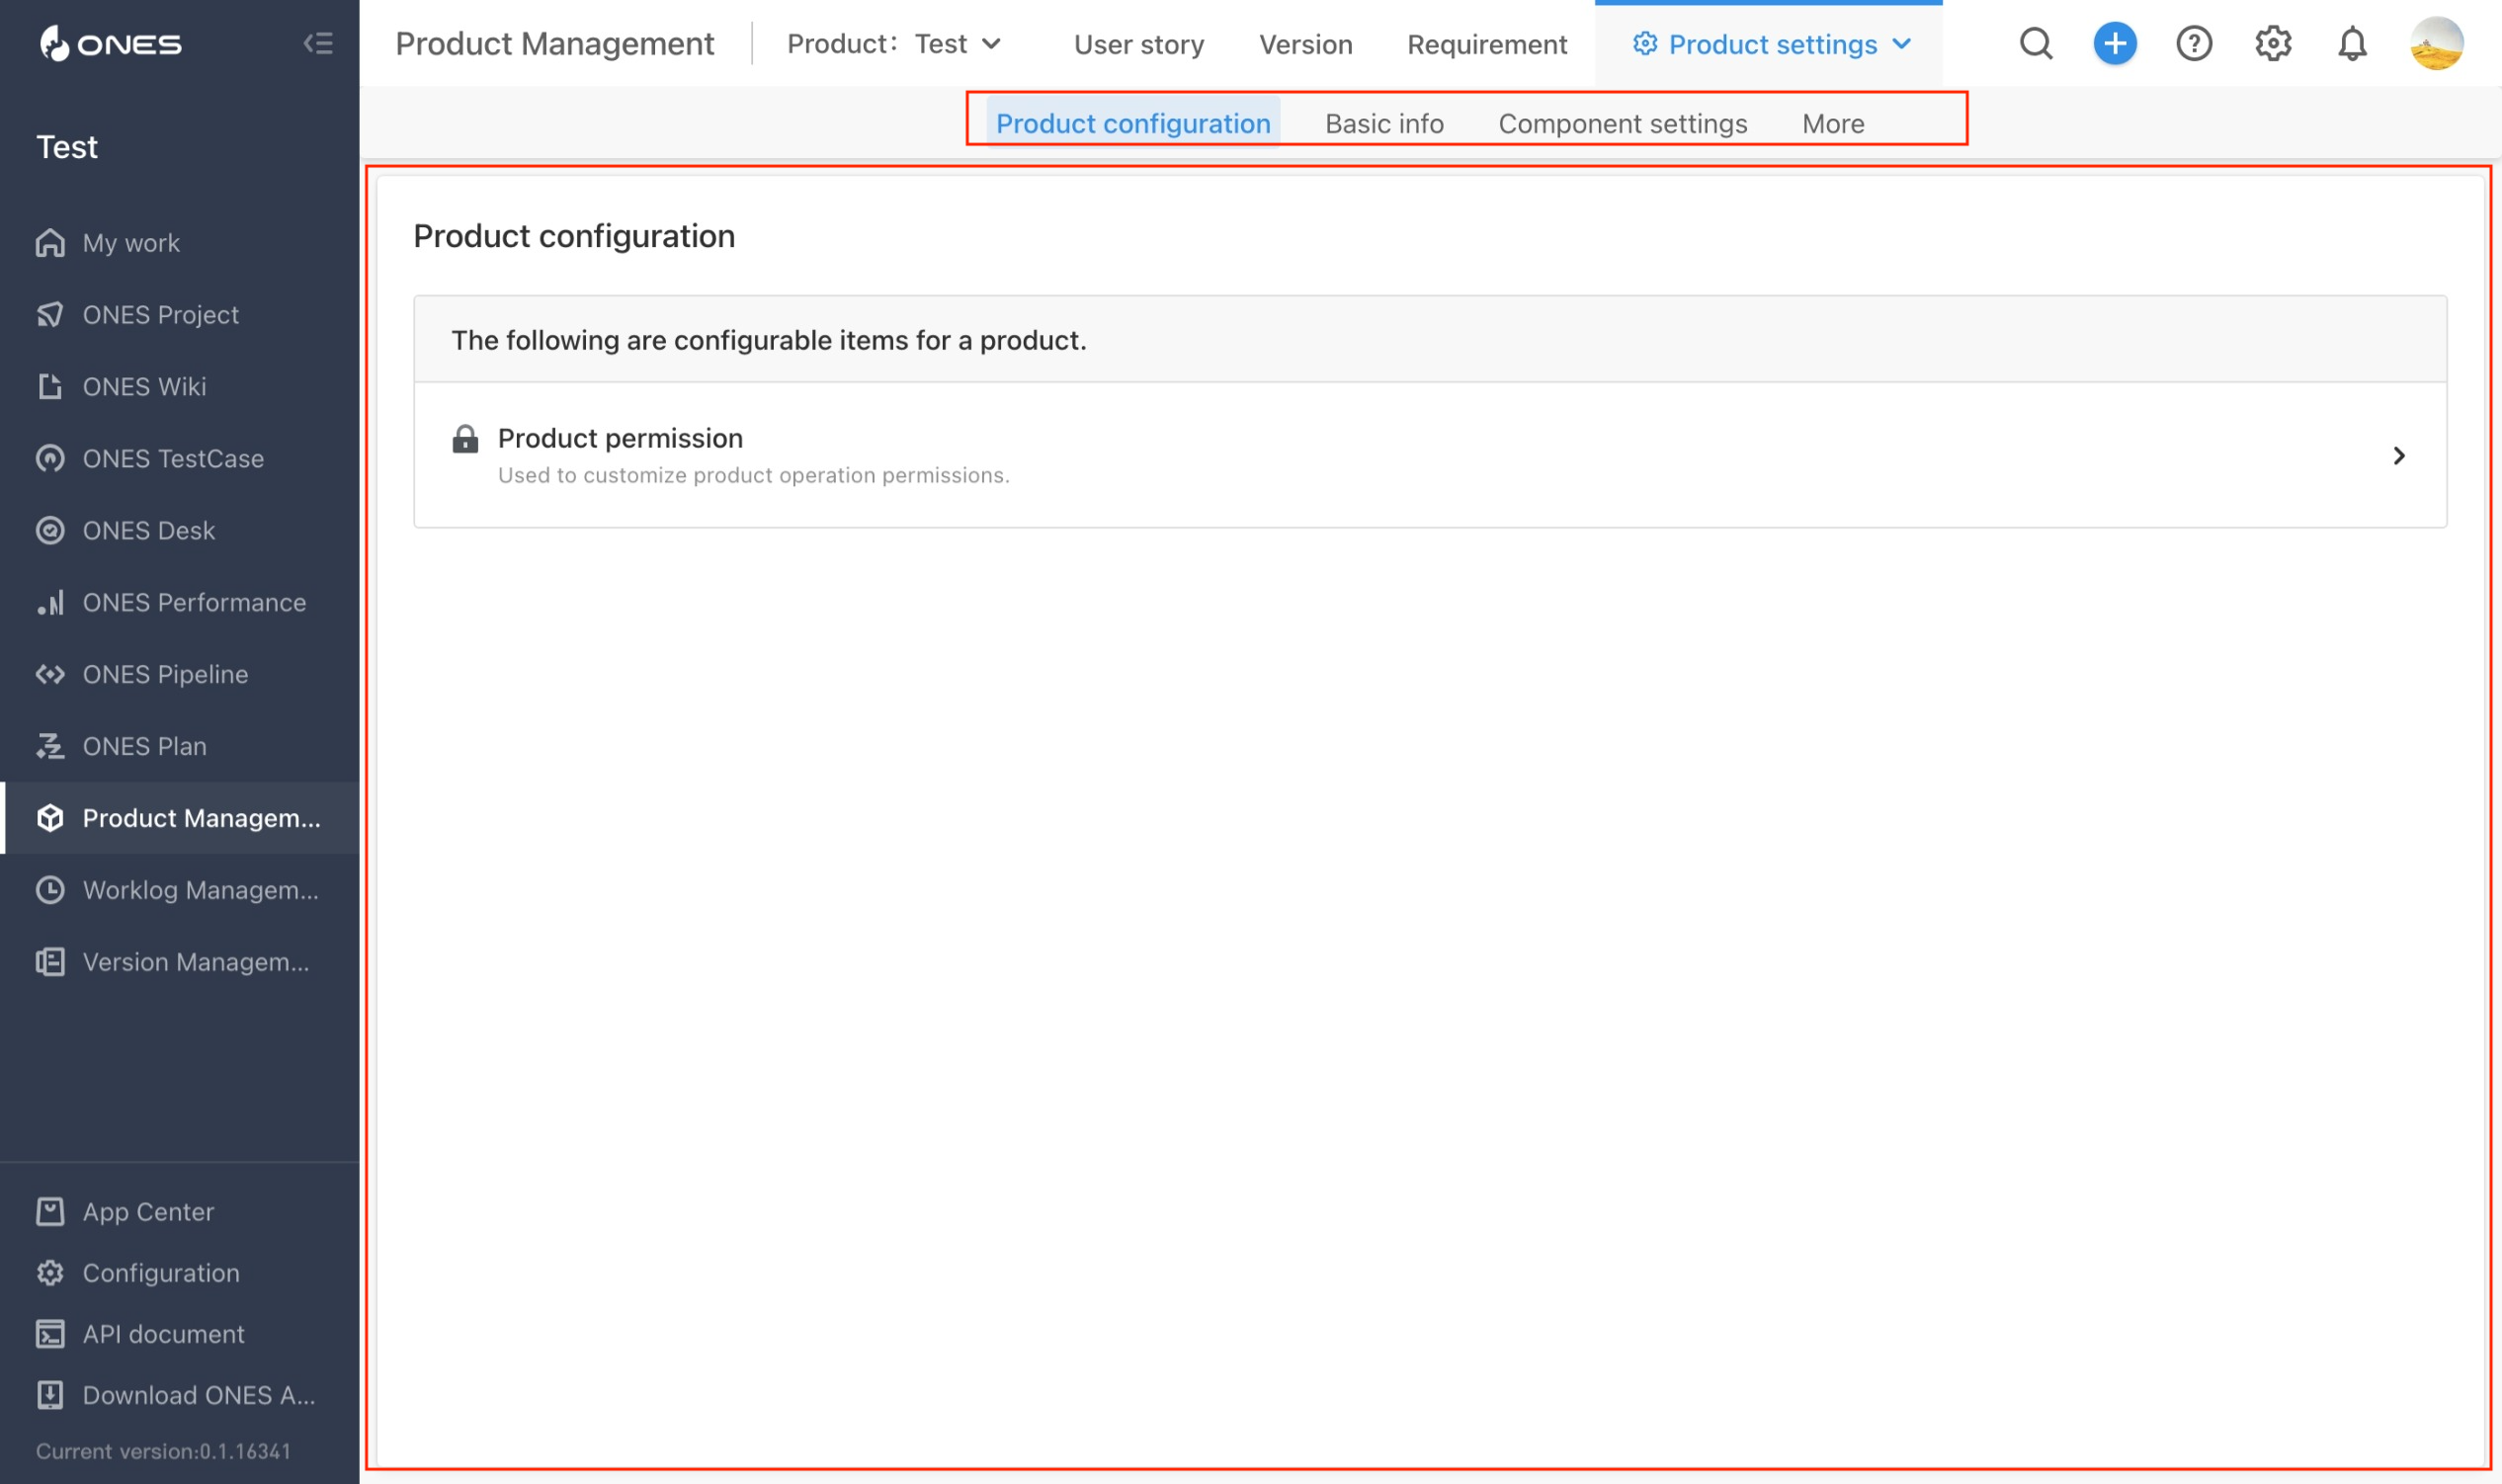 ONES
Product Management
Product: Test
User story
Version
Requirement
Product settings
Test
Product configuration
Basic info
Component settings
More
My work
ONES Project
ONES Wiki
ONES TestCase
ONES Desk
ONES Performance
ONES Pipeline
ONES Plan
Product Managem...
Worklog Managem...
Version Managem...
App Center
Configuration
API document
Download ONES A...
Current version:0.1.16341
Product configuration
The following are configurable items for a product.
Product permission
Used to customize product operation permissions.